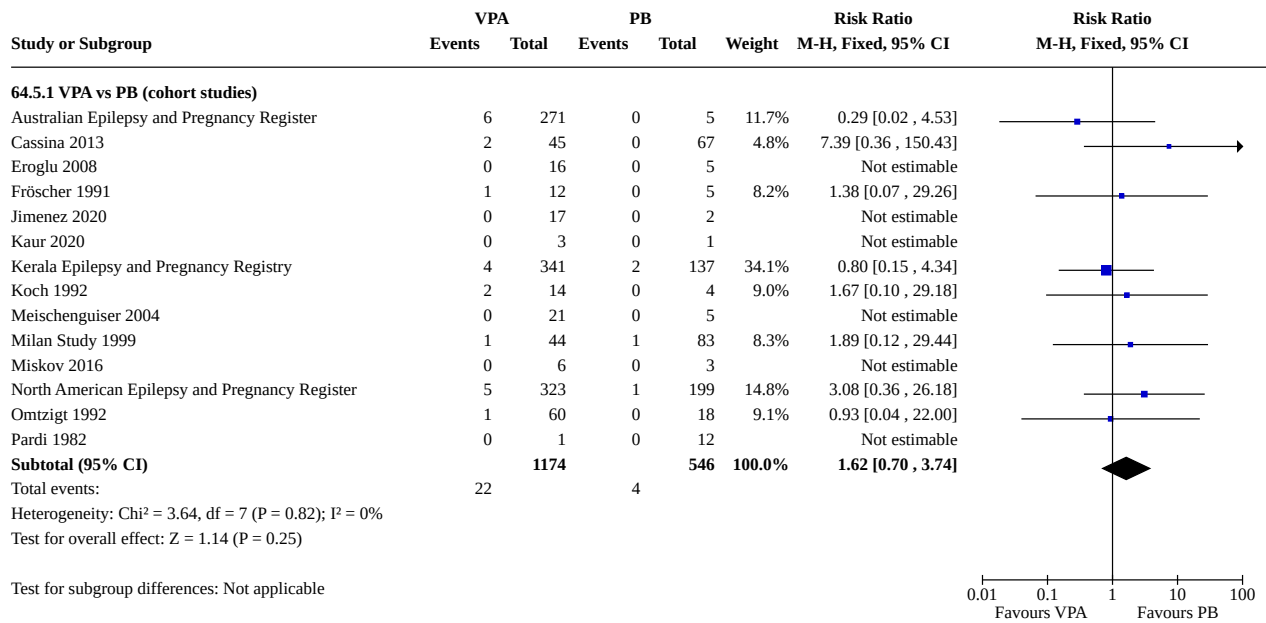 VPA PB Risk Ratio Risk Ratio
Study or Subgroup Events Total Events Total Weight M-H, Fixed, 95% CI M-H, Fixed, 95% CI
64.5.1 VPA vs PB (cohort studies)
Australian Epilepsy and Pregnancy Register 6 271 0 5 11.7% 0.29 [0.02 , 4.53]
Cassina 2013 2 45 0 67 4.8% 7.39 [0.36 , 150.43]
Eroglu 2008 0 16 0 5 Not estimable
Fröscher 1991 1 12 0 5 8.2% 1.38 [0.07 , 29.26]
Jimenez 2020 0 17 0 2 Not estimable
Kaur 2020 0 3 0 1 Not estimable
Kerala Epilepsy and Pregnancy Registry 4 341 2 137 34.1% 0.80 [0.15 , 4.34]
Koch 1992 2 14 0 4 9.0% 1.67 [0.10 , 29.18]
Meischenguiser 2004 0 21 0 5 Not estimable
Milan Study 1999 1 44 1 83 8.3% 1.89 [0.12 , 29.44]
Miskov 2016 0 6 0 3 Not estimable
North American Epilepsy and Pregnancy Register 5 323 1 199 14.8% 3.08 [0.36 , 26.18]
Omtzigt 1992 1 60 0 18 9.1% 0.93 [0.04 , 22.00]
Pardi 1982 0 1 0 12 Not estimable
Subtotal (95% CI) 1174 546 100.0% 1.62 [0.70 , 3.74]
Total events: 22 4
Heterogeneity: Chi² = 3.64, df = 7 (P = 0.82); I² = 0%
Test for overall effect: Z = 1.14 (P = 0.25)
Test for subgroup differences: Not applicable
0.01 0.1 1 10 100
Favours VPA Favours PB